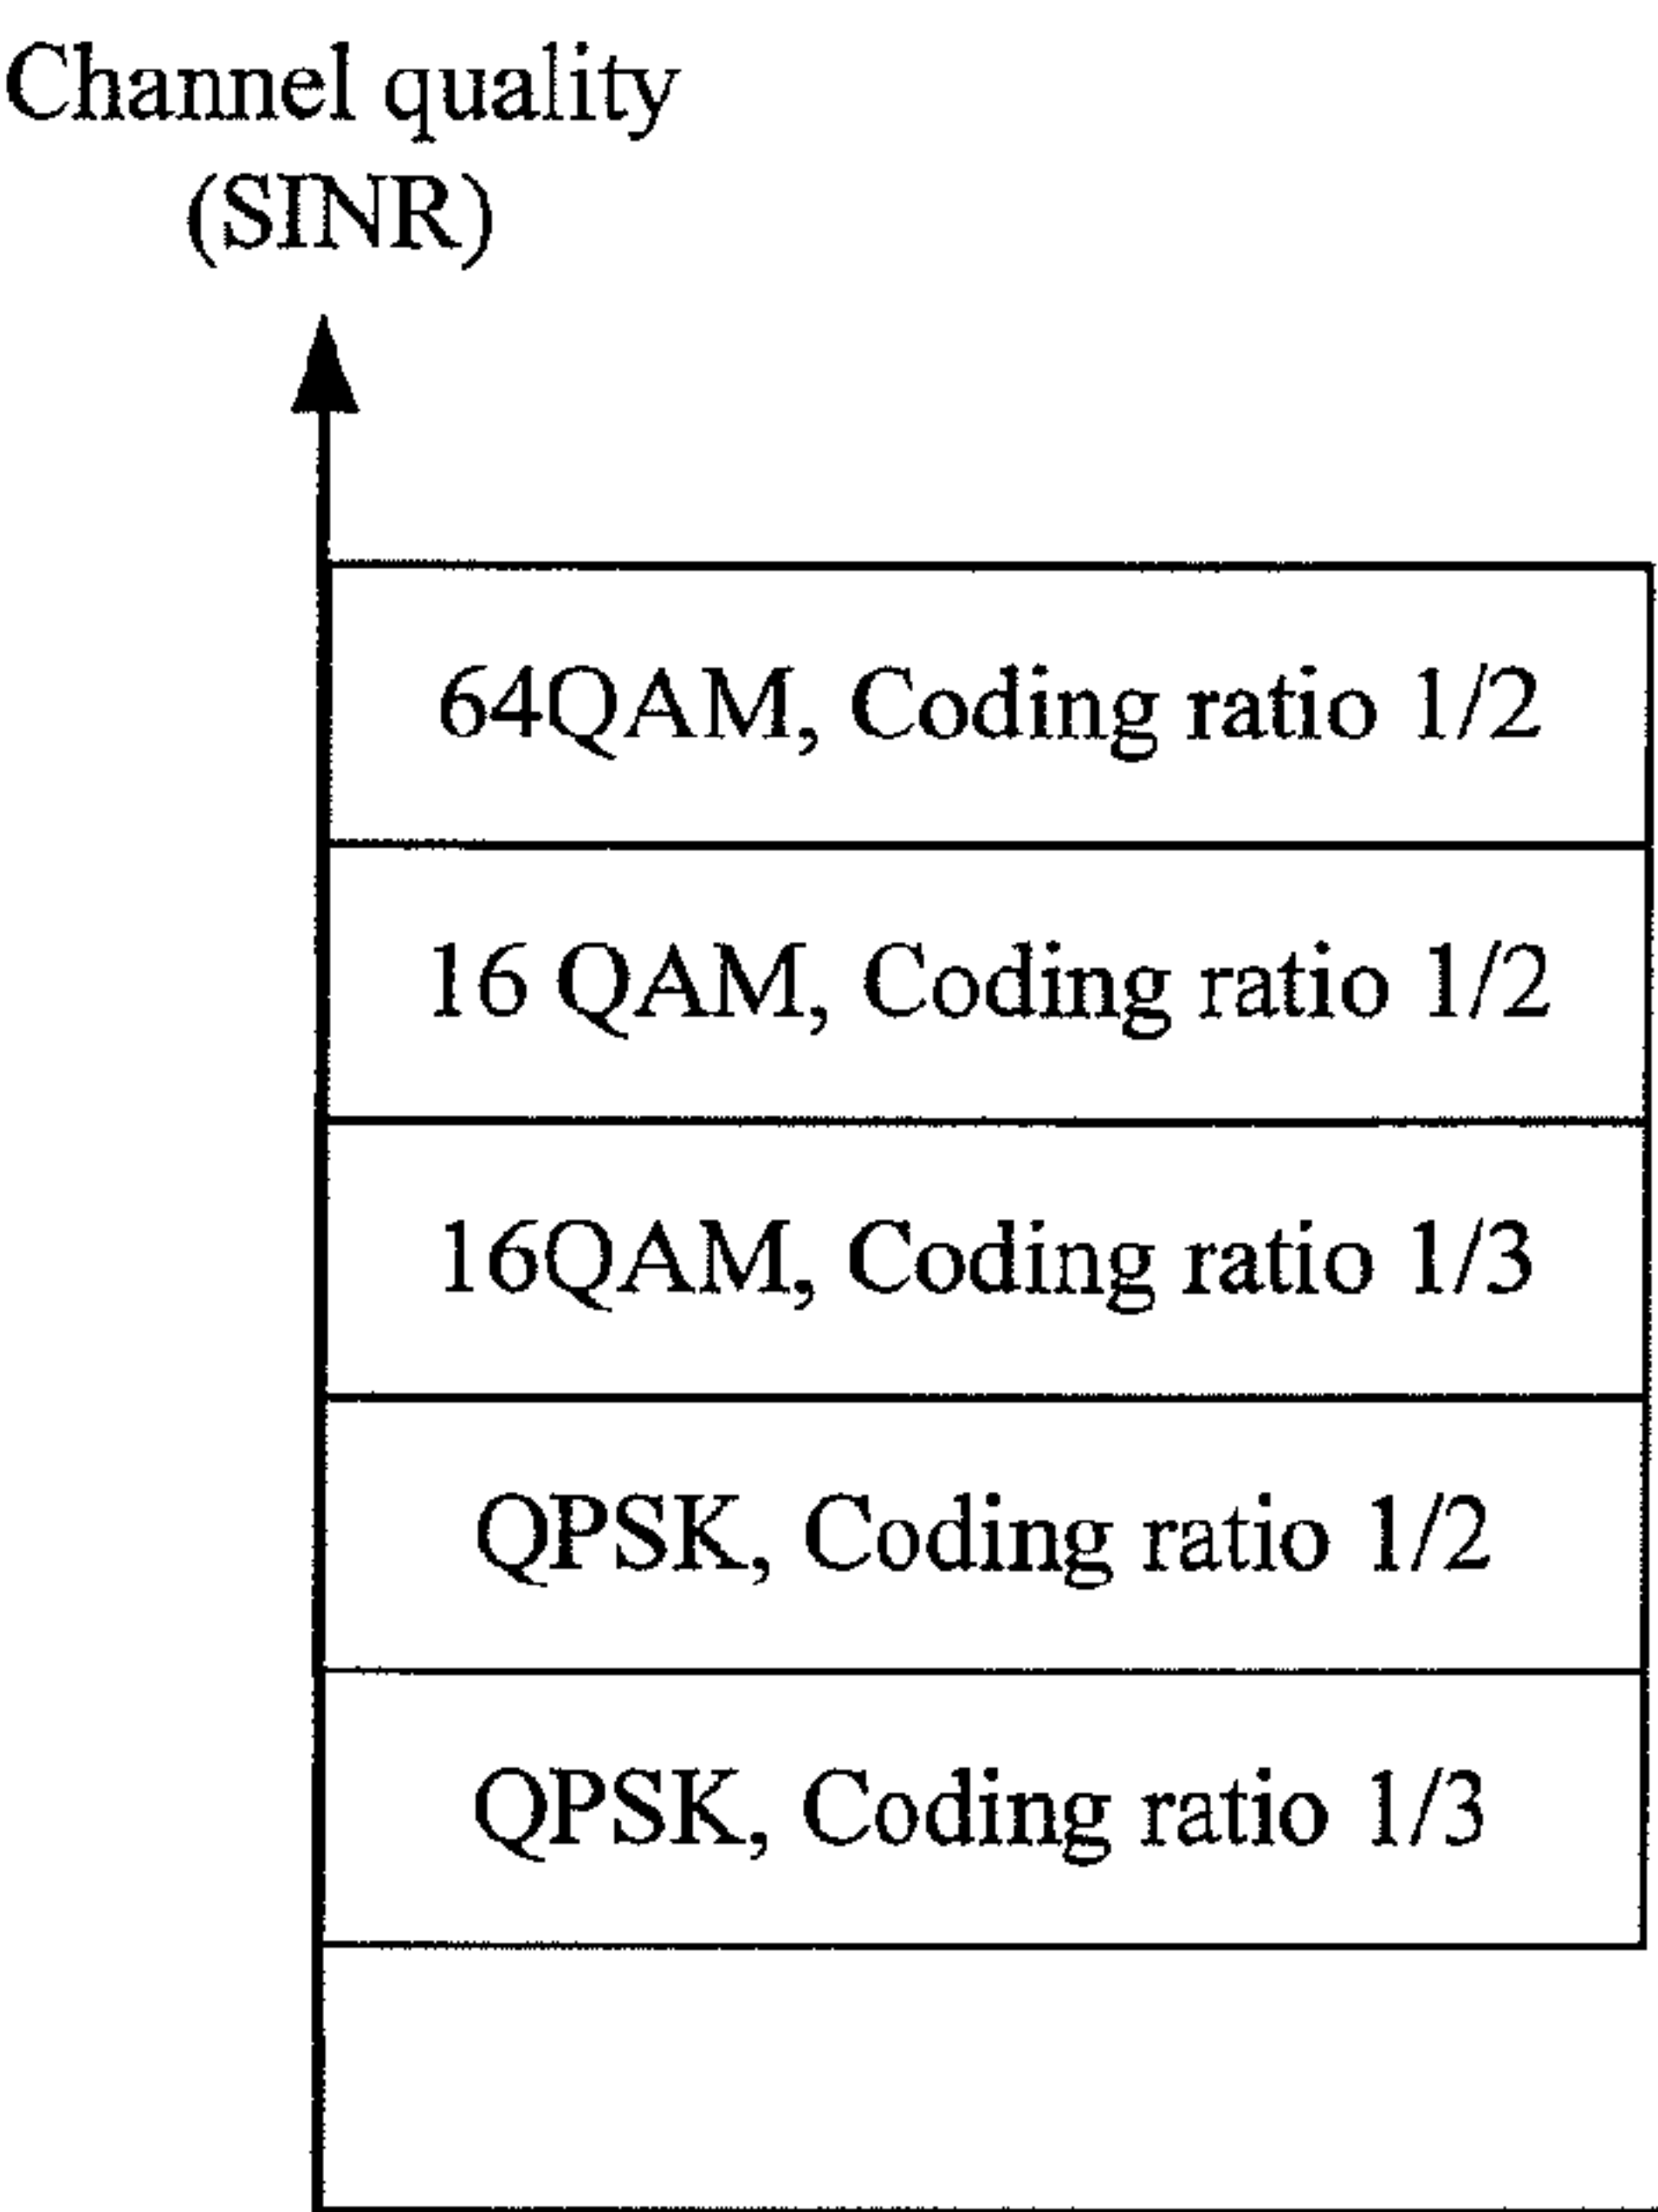 Channel quality
(SINR)
64QAM, Coding ratio 1/2
16 QAM, Coding ratio 1/2
16QAM, Coding ratio 1/3
QPSK, Coding ratio 1/2
QPSK, Coding ratio 1/3